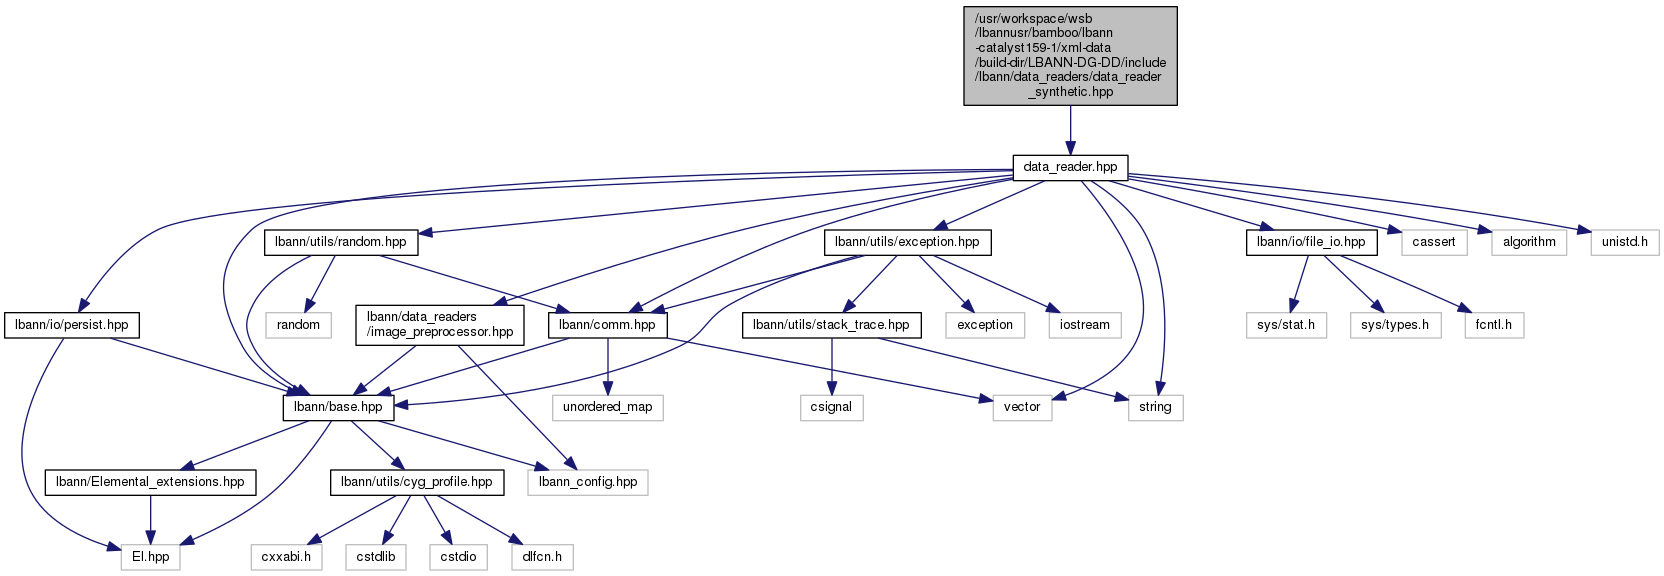 /usr/workspace/wsb
/lbannusr/bamboo/lbann
-catalyst159-1/xml-data
/build-dir/LBANN-DG-DD/include
/lbann/data_readers/data_reader
_synthetic.hpp
data_reader.hpp
lbann/utils/random.hpp
lbann/utils/exception.hpp
lbann/io/file_io.hpp
cassert
algorithm
unistd.h
lbann/io/persist.hpp
random
lbann/data_readers
/image_preprocessor.hpp
lbann/comm.hpp
lbann/utils/stack_trace.hpp
exception
iostream
sys/stat.h
sys/types.h
fcntl.h
lbann/base.hpp
unordered_map
csignal
vector
string
lbann/Elemental_extensions.hpp
lbann/utils/cyg_profile.hpp
lbann_config.hpp
El.hpp
cxxabi.h
cstdlib
cstdio
dlfcn.h